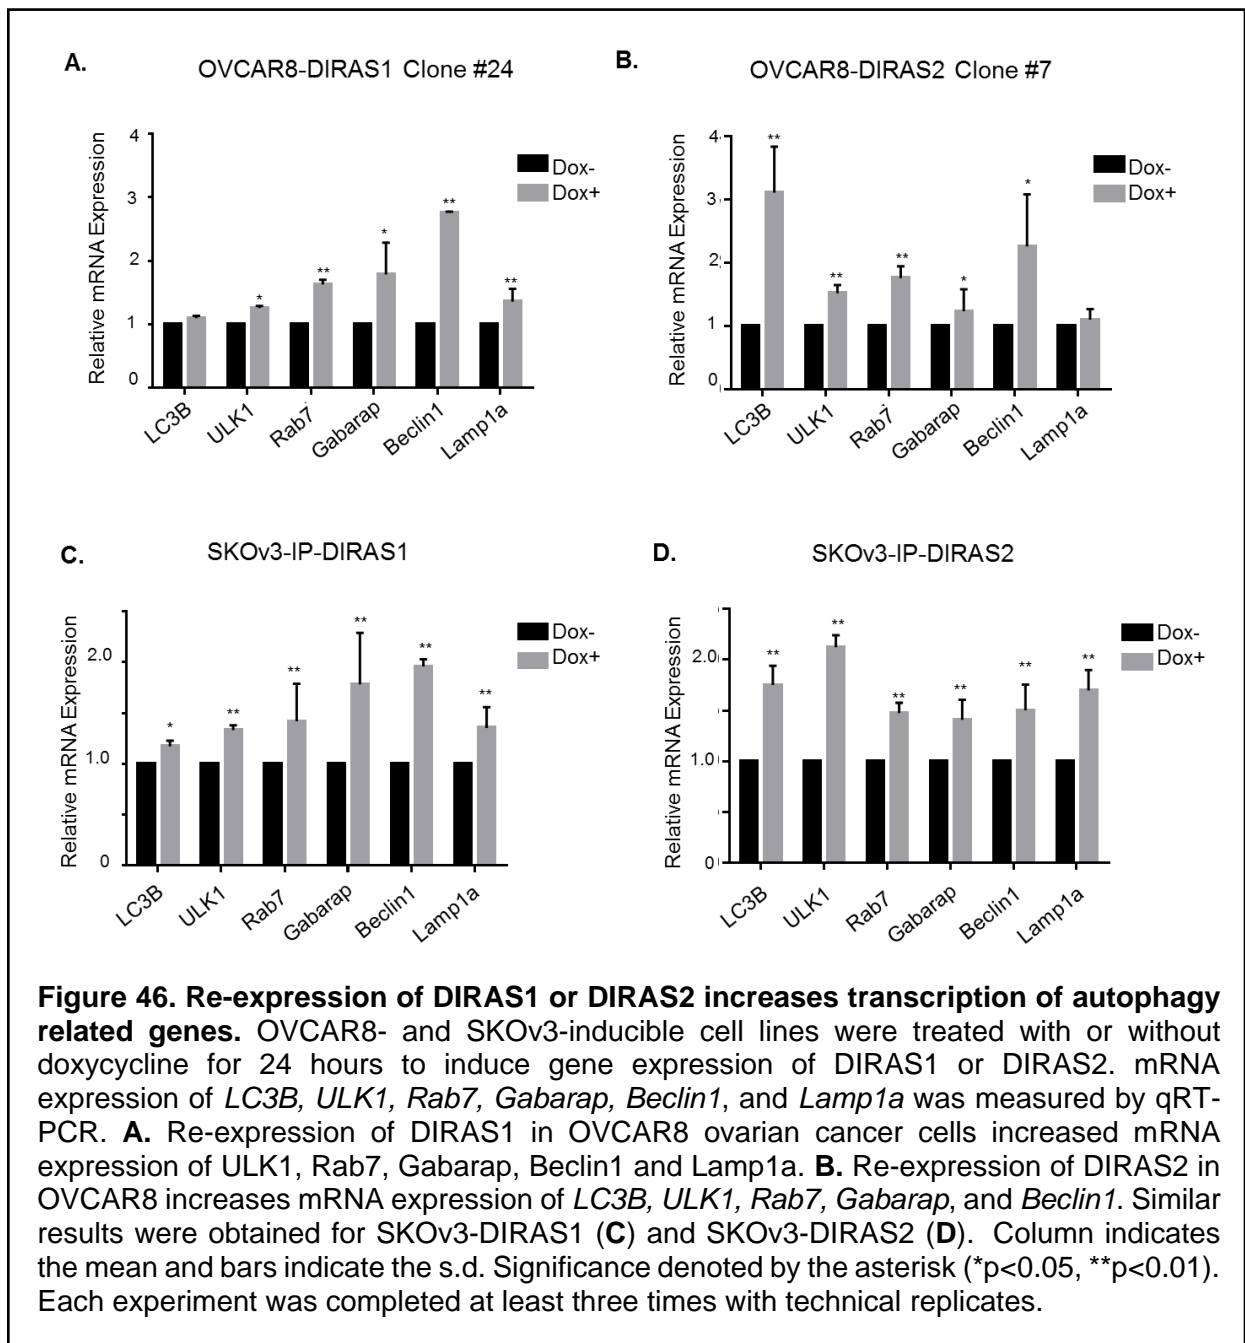 A.
OVCAR8-DIRAS1 Clone #24
Relative mRNA Expression
4
3
2
1
0
**
*
**
*
**
Dox-
Dox+
LC3B
ULK1
Rab7
Gabarap
Beclin1
Lamp1a
B.
OVCAR8-DIRAS2 Clone #7
Relative mRNA Expression
4
3
2
1
0
**
**
**
*
*
Dox-
Dox+
LC3B
ULK1
Rab7
Gabarap
Beclin1
Lamp1a
C.
SKOv3-IP-DIRAS1
Relative mRNA Expression
2.0
1.0
0
*
**
**
**
**
**
Dox-
Dox+
LC3B
ULK1
Rab7
Gabarap
Beclin1
Lamp1a
D.
SKOv3-IP-DIRAS2
Relative mRNA Expression
2.0
1.0
0
**
**
**
**
**
**
Dox-
Dox+
LC3B
ULK1
Rab7
Gabarap
Beclin1
Lamp1a
Figure 46. Re-expression of DIRAS1 or DIRAS2 increases transcription of autophagy
related genes. OVCAR8- and SKOv3-inducible cell lines were treated with or without
doxycycline for 24 hours to induce gene expression of DIRAS1 or DIRAS2. mRNA
expression of LC3B, ULK1, Rab7, Gabarap, Beclin1, and Lamp1a was measured by qRT-
PCR. A. Re-expression of DIRAS1 in OVCAR8 ovarian cancer cells increased mRNA
expression of ULK1, Rab7, Gabarap, Beclin1 and Lamp1a. B. Re-expression of DIRAS2 in
OVCAR8 increases mRNA expression of LC3B, ULK1, Rab7, Gabarap, and Beclin1. Similar
results were obtained for SKOv3-DIRAS1 (C) and SKOv3-DIRAS2 (D). Column indicates
the mean and bars indicate the s.d. Significance denoted by the asterisk (*p<0.05, **p<0.01).
Each experiment was completed at least three times with technical replicates.